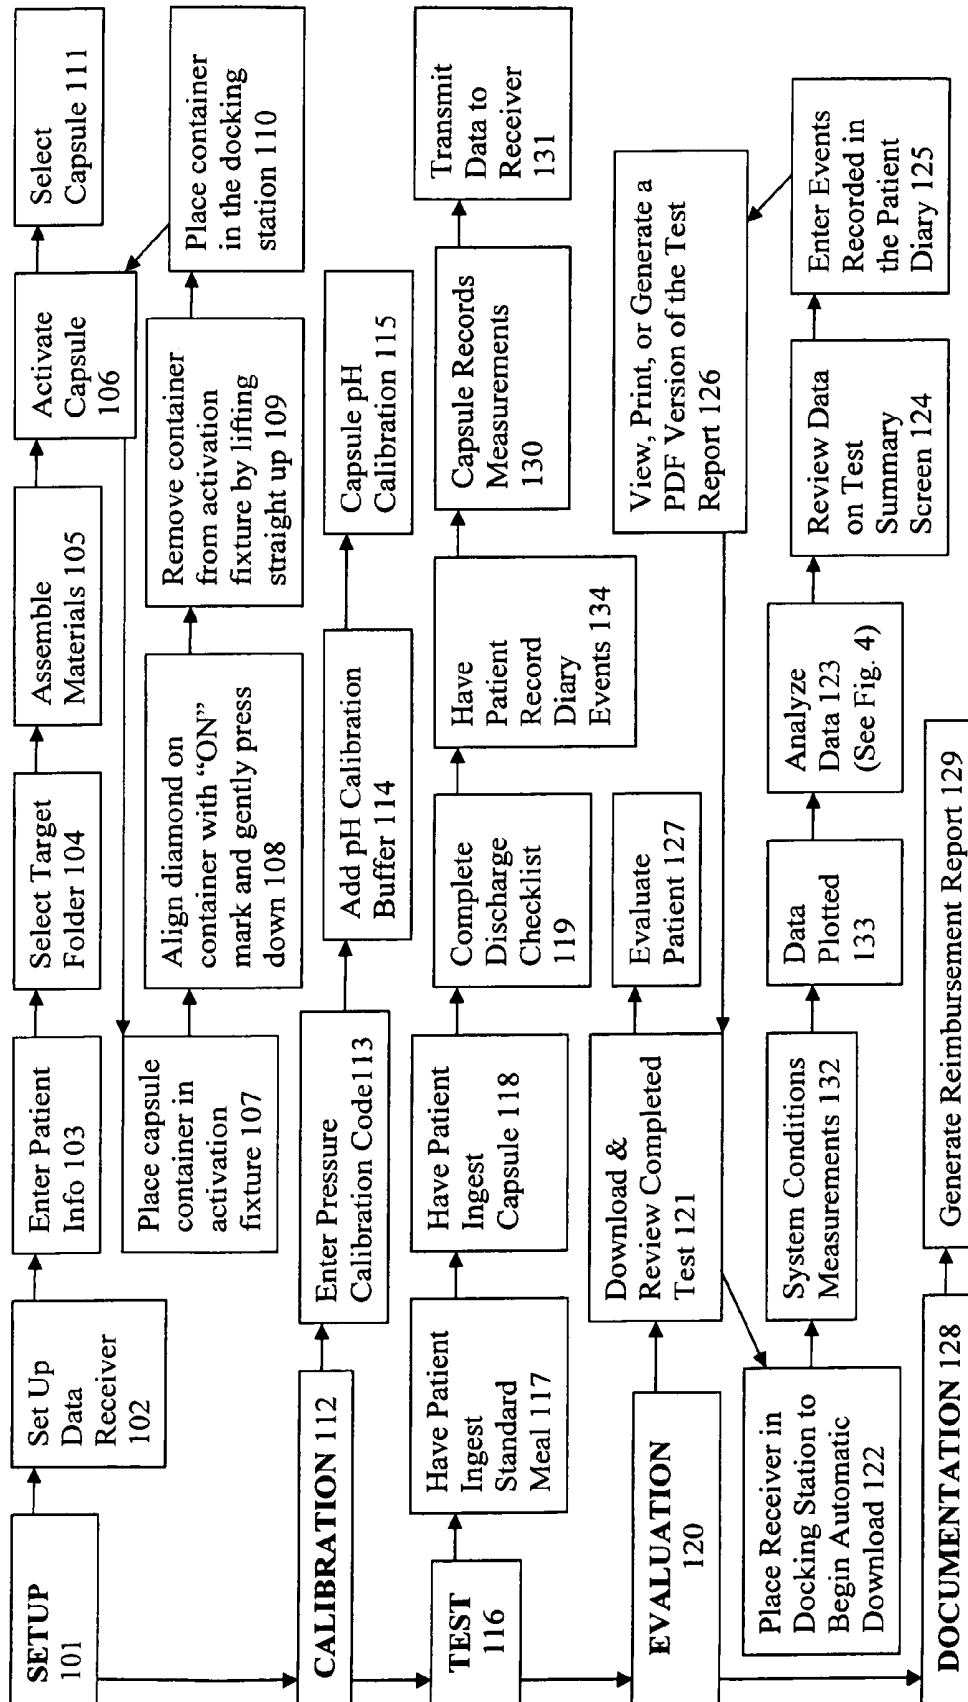 SETUP
101
Set Up
Data
Receiver
102
Enter Patient
Info 103
Select Target
Folder 104
Assemble
Materials 105
Activate
Capsule
106
Select
Capsule 111
Place capsule
container in
activation
fixture 107
Align diamond on
container with “ON”
mark and gently press
down 108
Remove container
from activation
fixture by lifting
straight up 109
Place container
in the docking
station 110
CALIBRATION 112
Enter Pressure
Calibration Code113
Add pH Calibration
Buffer 114
Capsule pH
Calibration 115
TEST
116
Have Patient
Ingest
Standard
Meal 117
Have Patient
Ingest
Capsule 118
Complete
Discharge
Checklist
119
Have
Patient
Record
Diary
Events 134
Capsule Records
Measurements
130
Transmit
Data to
Receiver
131
EVALUATION
120
Download &
Review Completed
Test 121
Evaluate
Patient 127
View, Print, or Generate a
PDF Version of the Test
Report 126
Place Receiver in
Docking Station to
Begin Automatic
Download 122
System Conditions
Measurements 132
Data
Plotted
133
Analyze
Data 123
(See Fig. 4)
Review Data
on Test
Summary
Screen 124
Enter Events
Recorded in
the Patient
Diary 125
DOCUMENTATION 128
Generate Reimbursement Report 129